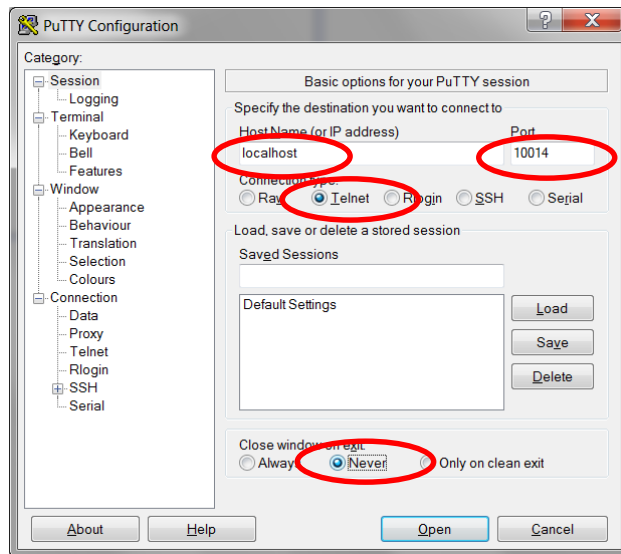 PuTTY Configuration
Category:
Session
Logging
Terminal
Keyboard
Bell
Features
Window
Appearance
Behaviour
Translation
Selection
Colours
Connection
Data
Proxy
Telnet
Rlogin
SSH
Serial
Basic options for your PuTTY session
Specify the destination you want to connect to
Host Name (or IP address) Port
localhost 10014
Connection type:
Raw Telnet Rlogin SSH Serial
Load, save or delete a stored session
Saved Sessions
Default Settings
Load
Save
Delete
Close window on exit
Always Never Only on clean exit
About Help Open Cancel